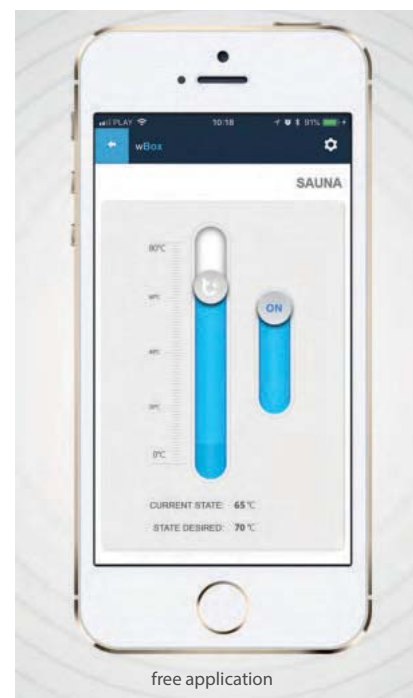 PLAY 10:18 91%
wBox
SAUNA
80°C
0°C
ON
CURRENT STATE: 65 °C
STATE DESIRED: 70 °C
free application